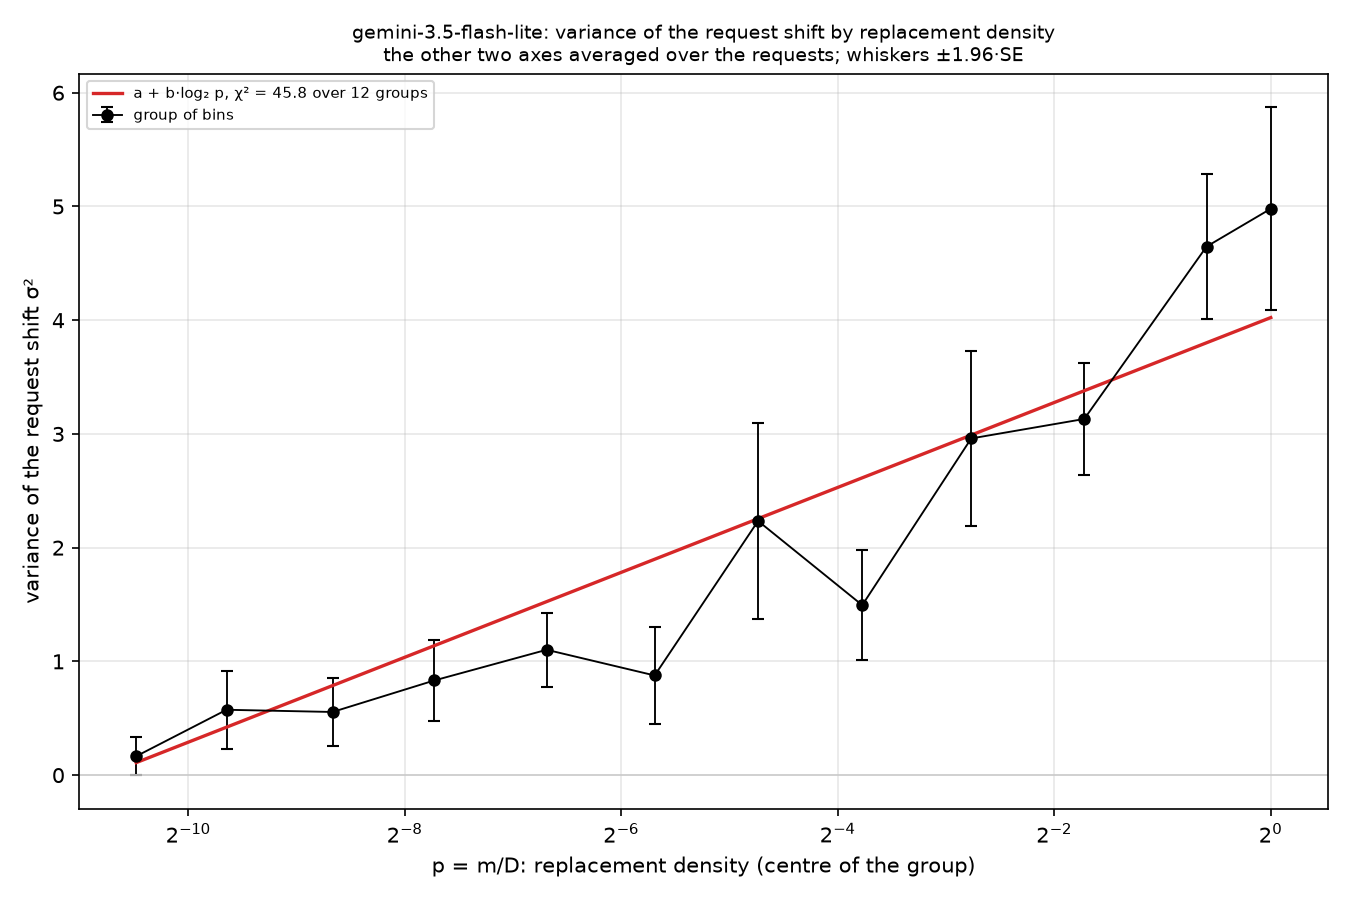 gemini-3.5-flash-lite: variance of the request shift by replacement density
the other two axes averaged over the requests; whiskers ±1.96·SE
a + b·log₂ p, χ² = 45.8 over 12 groups
group of bins
variance of the request shift σ²
6
5
4
3
2
1
0
2⁻¹⁰ 2⁻⁸ 2⁻⁶ 2⁻⁴ 2⁻² 2⁰
p = m/D: replacement density (centre of the group)